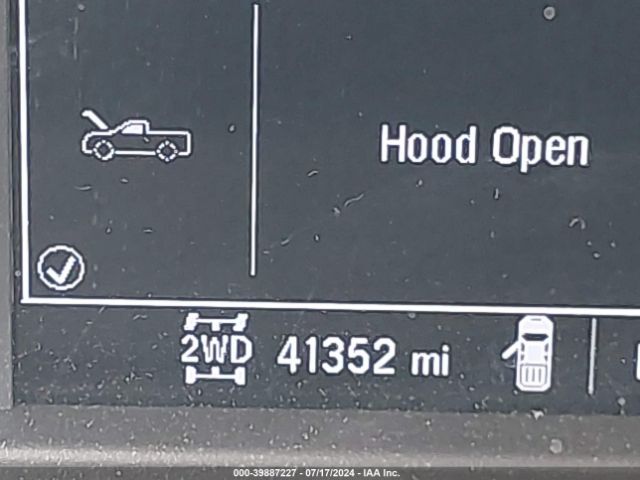 Hood Open
2WD 41352 mi
000-39887227 - 07/17/2024 - IAA Inc.